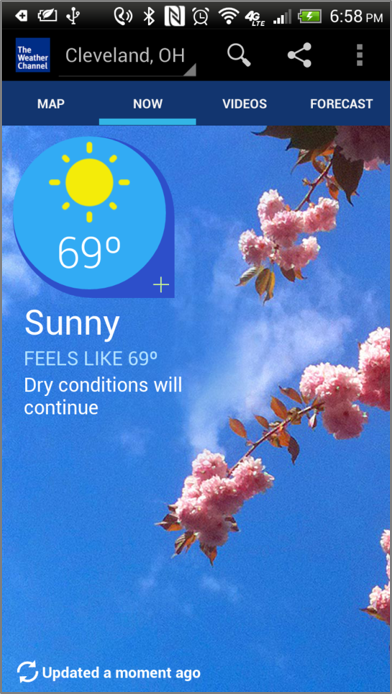 4G
LTE
6:58 PM
The
Weather
Channel
Cleveland, OH
MAP
NOW
VIDEOS
FORECAST
69º
+
Sunny
FEELS LIKE 69º
Dry conditions will
continue
Updated a moment ago